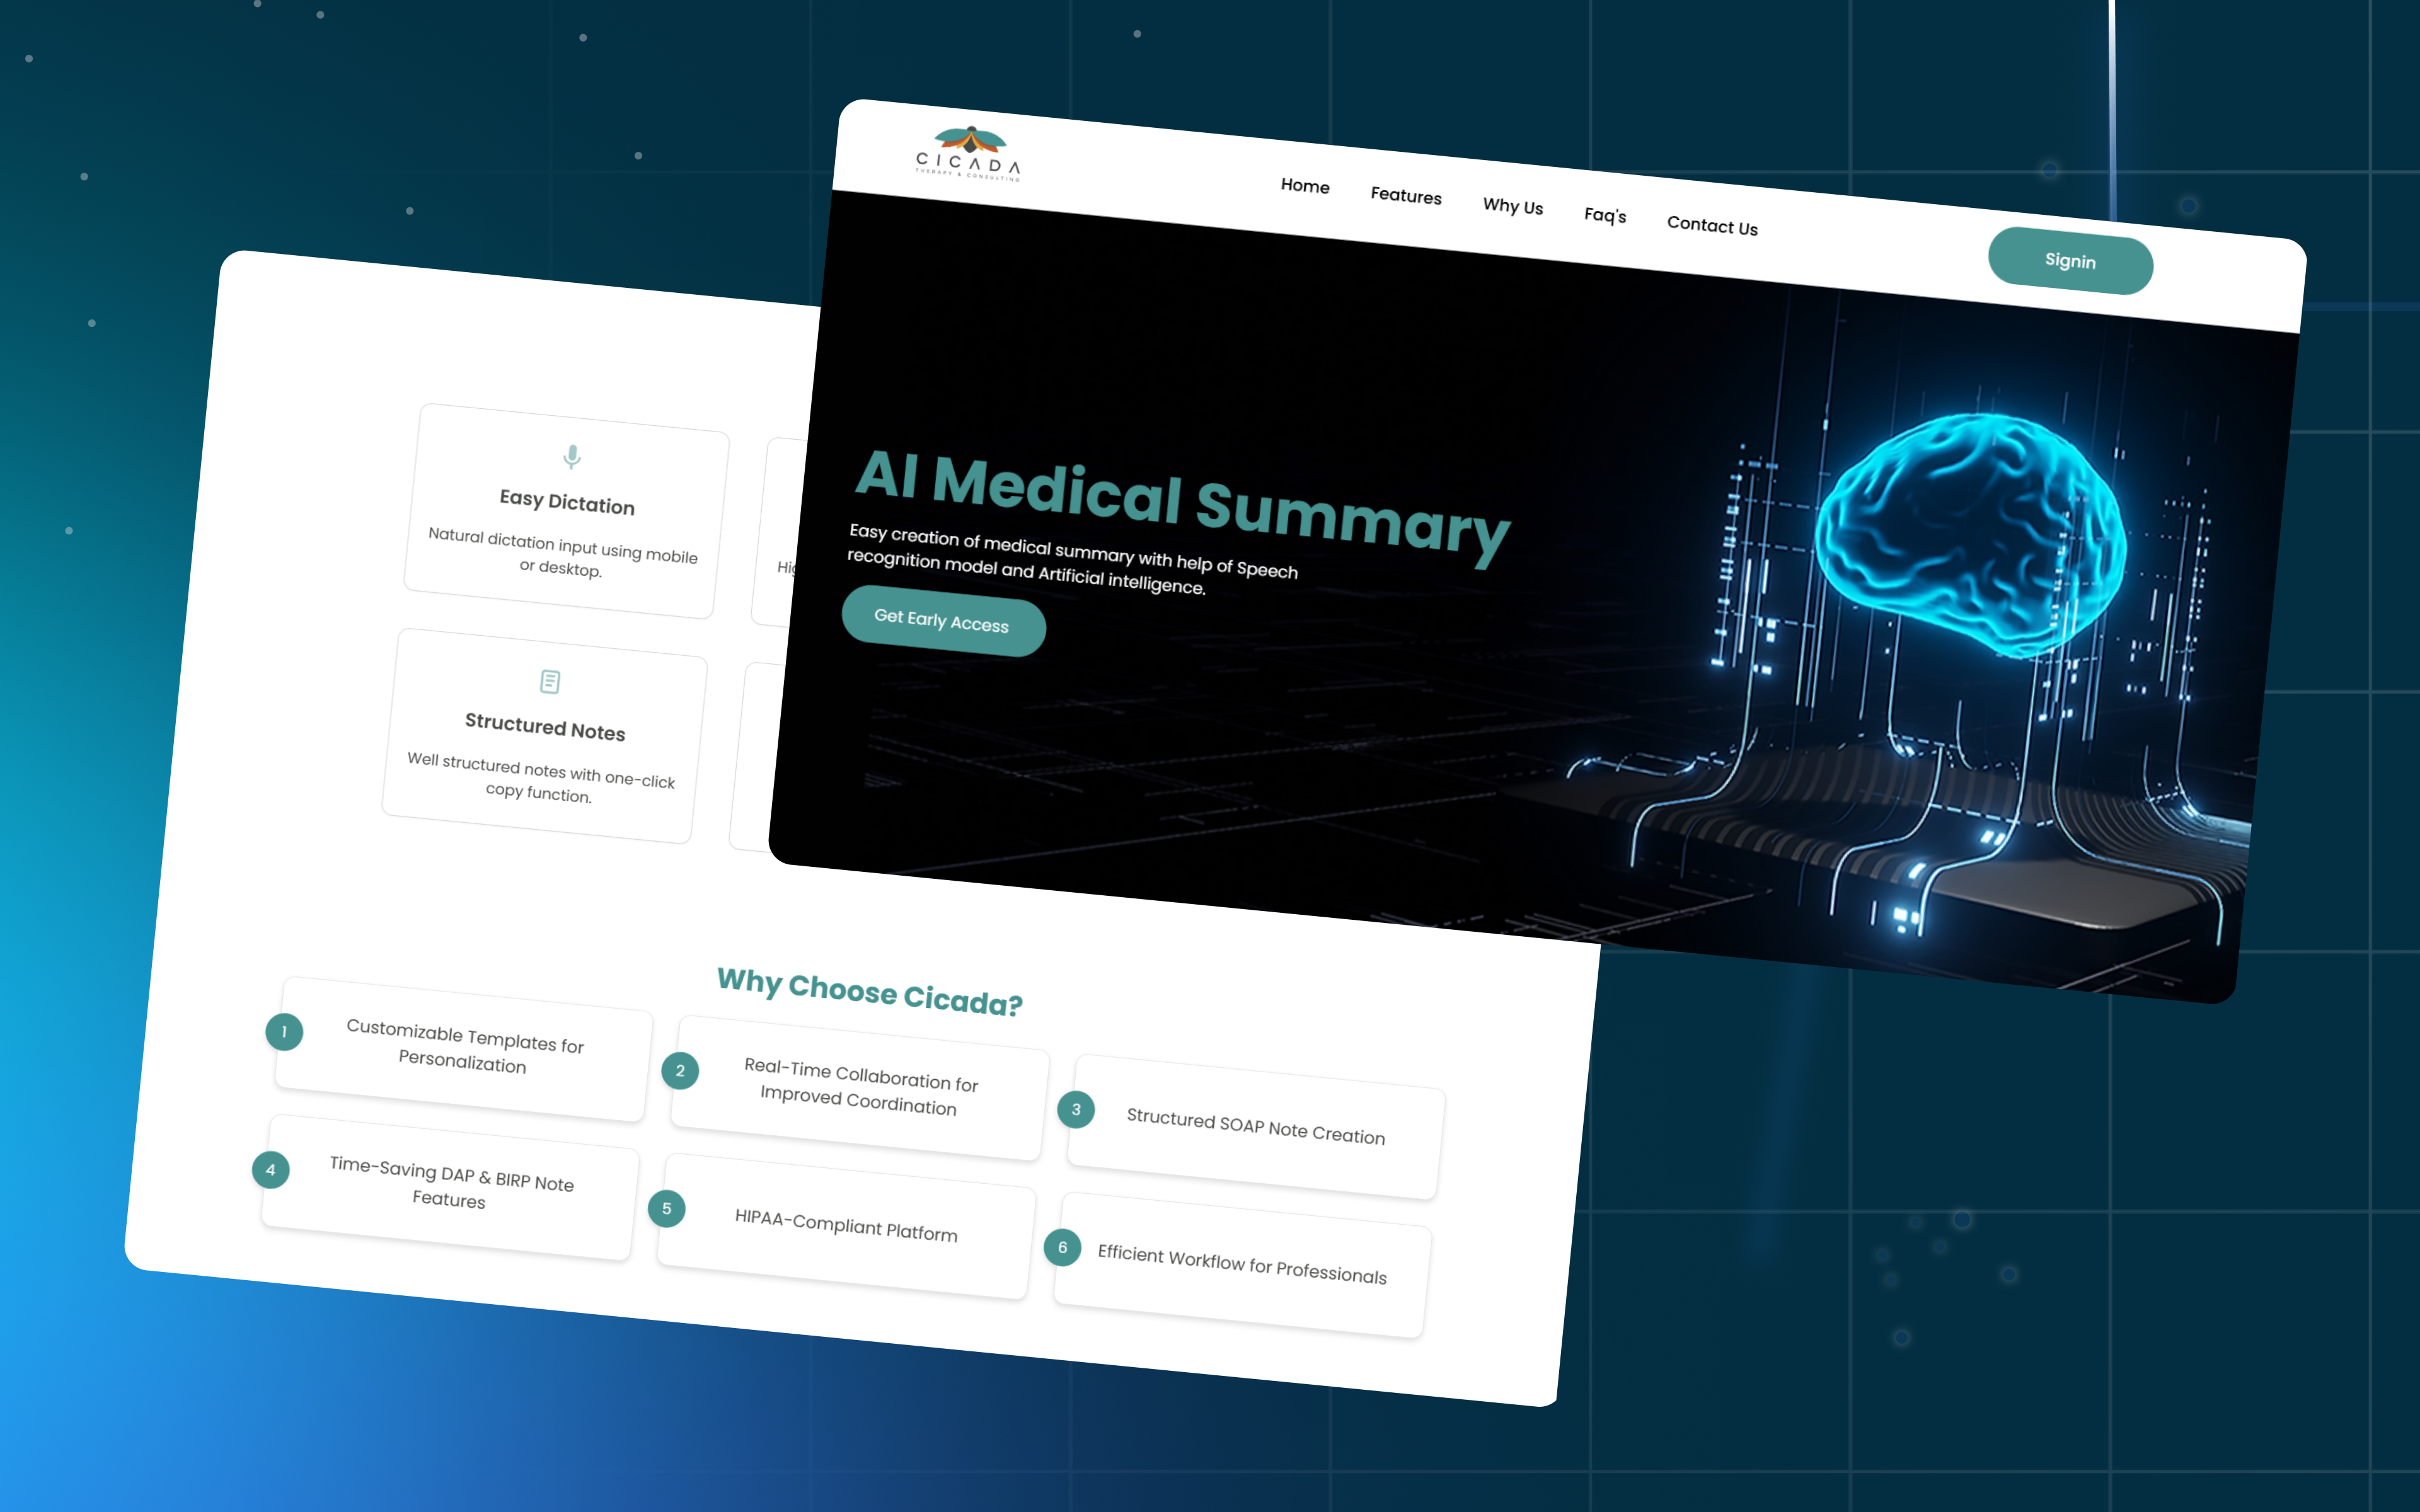 CICADA
THERAPY & CONSULTING
Home
Features
Why Us
Faq's
Contact Us
Signin
AI Medical Summary
Easy creation of medical summary with help of Speech
recognition model and Artificial intelligence.
Get Early Access
Easy Dictation
Natural dictation input using mobile
or desktop.
Structured Notes
Well structured notes with one-click
copy function.
Why Choose Cicada?
1
Customizable Templates for
Personalization
2
Real-Time Collaboration for
Improved Coordination
3
Structured SOAP Note Creation
4
Time-Saving DAP & BIRP Note
Features
5
HIPAA-Compliant Platform
6
Efficient Workflow for Professionals